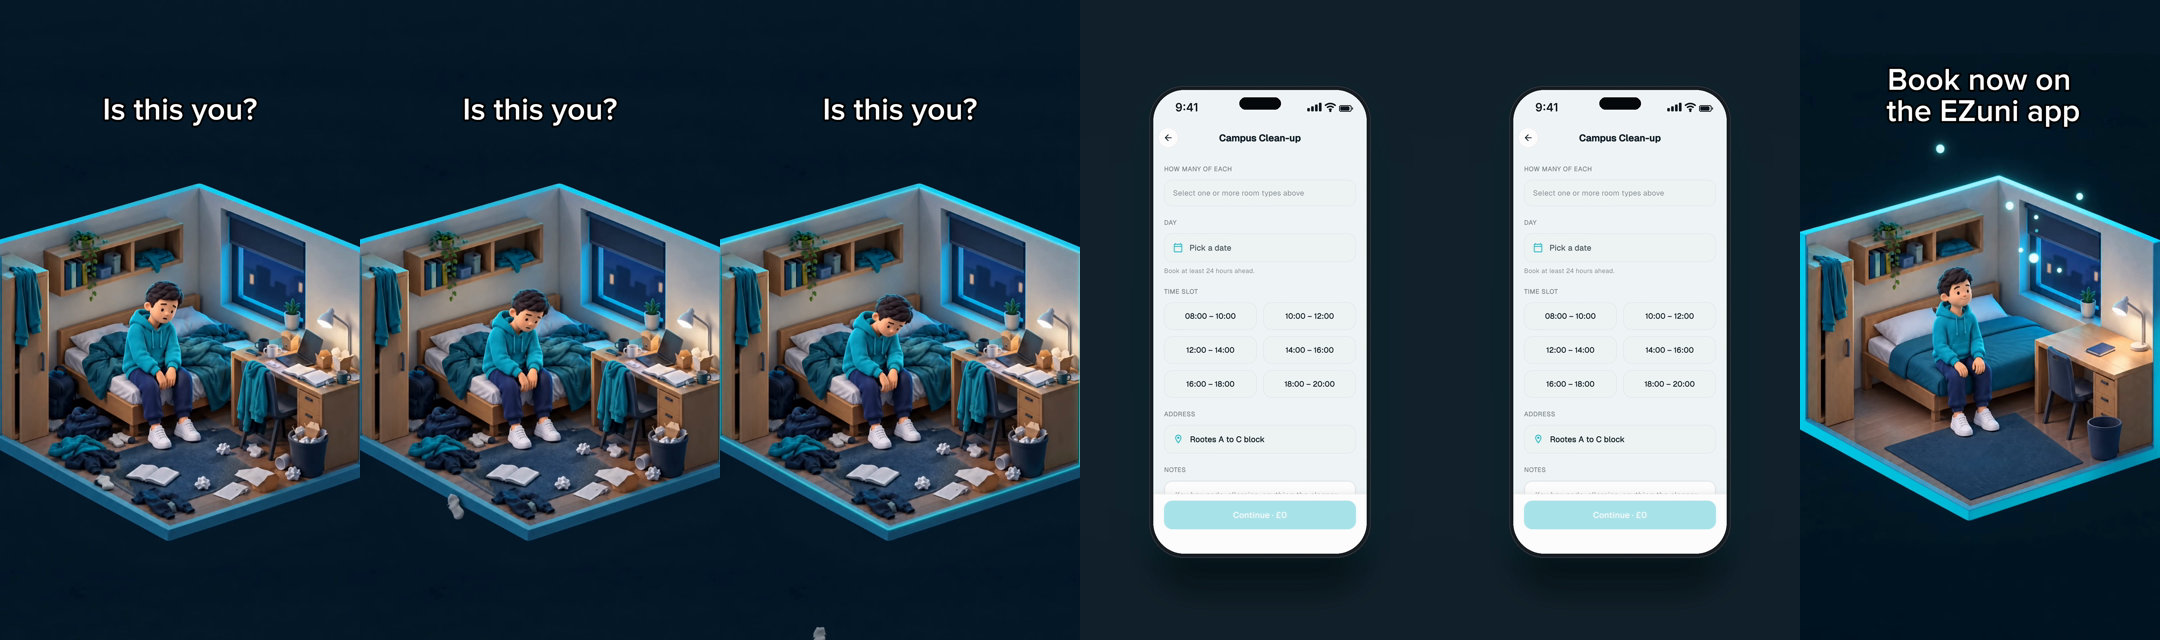 Is this you?
Is this you?
Is this you?
9:41
Campus Clean-up
HOW MANY OF EACH
Select one or more room types above
DAY
Pick a date
Book at least 24 hours ahead.
TIME SLOT
08:00 – 10:00
10:00 – 12:00
12:00 – 14:00
14:00 – 16:00
16:00 – 18:00
18:00 – 20:00
ADDRESS
Rootes A to C block
NOTES
Continue · £0
9:41
Campus Clean-up
HOW MANY OF EACH
Select one or more room types above
DAY
Pick a date
Book at least 24 hours ahead.
TIME SLOT
08:00 – 10:00
10:00 – 12:00
12:00 – 14:00
14:00 – 16:00
16:00 – 18:00
18:00 – 20:00
ADDRESS
Rootes A to C block
NOTES
Continue · £0
Book now on
the EZuni app